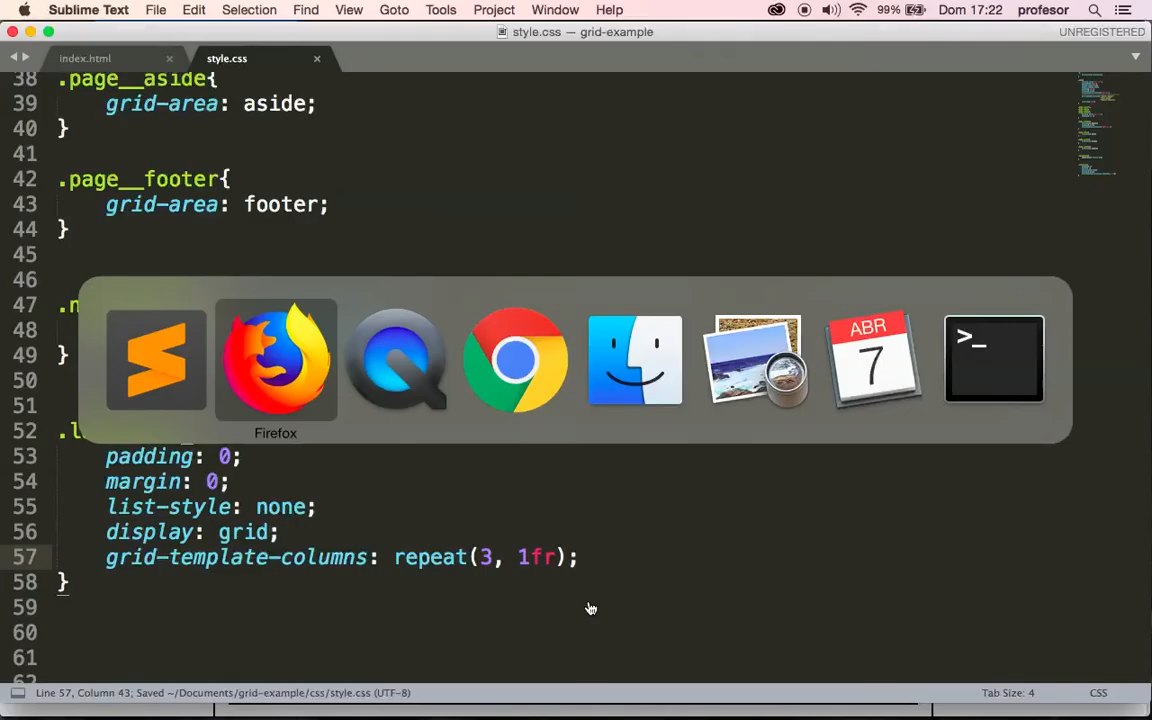 Sublime Text File Edit Selection Find View Goto Tools Project Window Help 99% Dom 17:22 profesor
style.css — grid-example UNREGISTERED
index.html × style.css ×
38 .page__aside{
39 grid-area: aside;
40 }
41
42 .page__footer{
43 grid-area: footer;
44 }
45
46
47 .n
48
49 }
50
51
52 .l
ABR
7
>_
Firefox
53 padding: 0;
54 margin: 0;
55 list-style: none;
56 display: grid;
57 grid-template-columns: repeat(3, 1fr);
58 }
59
60
61
Line 57, Column 43; Saved ~/Documents/grid-example/css/style.css (UTF-8) Tab Size: 4 CSS